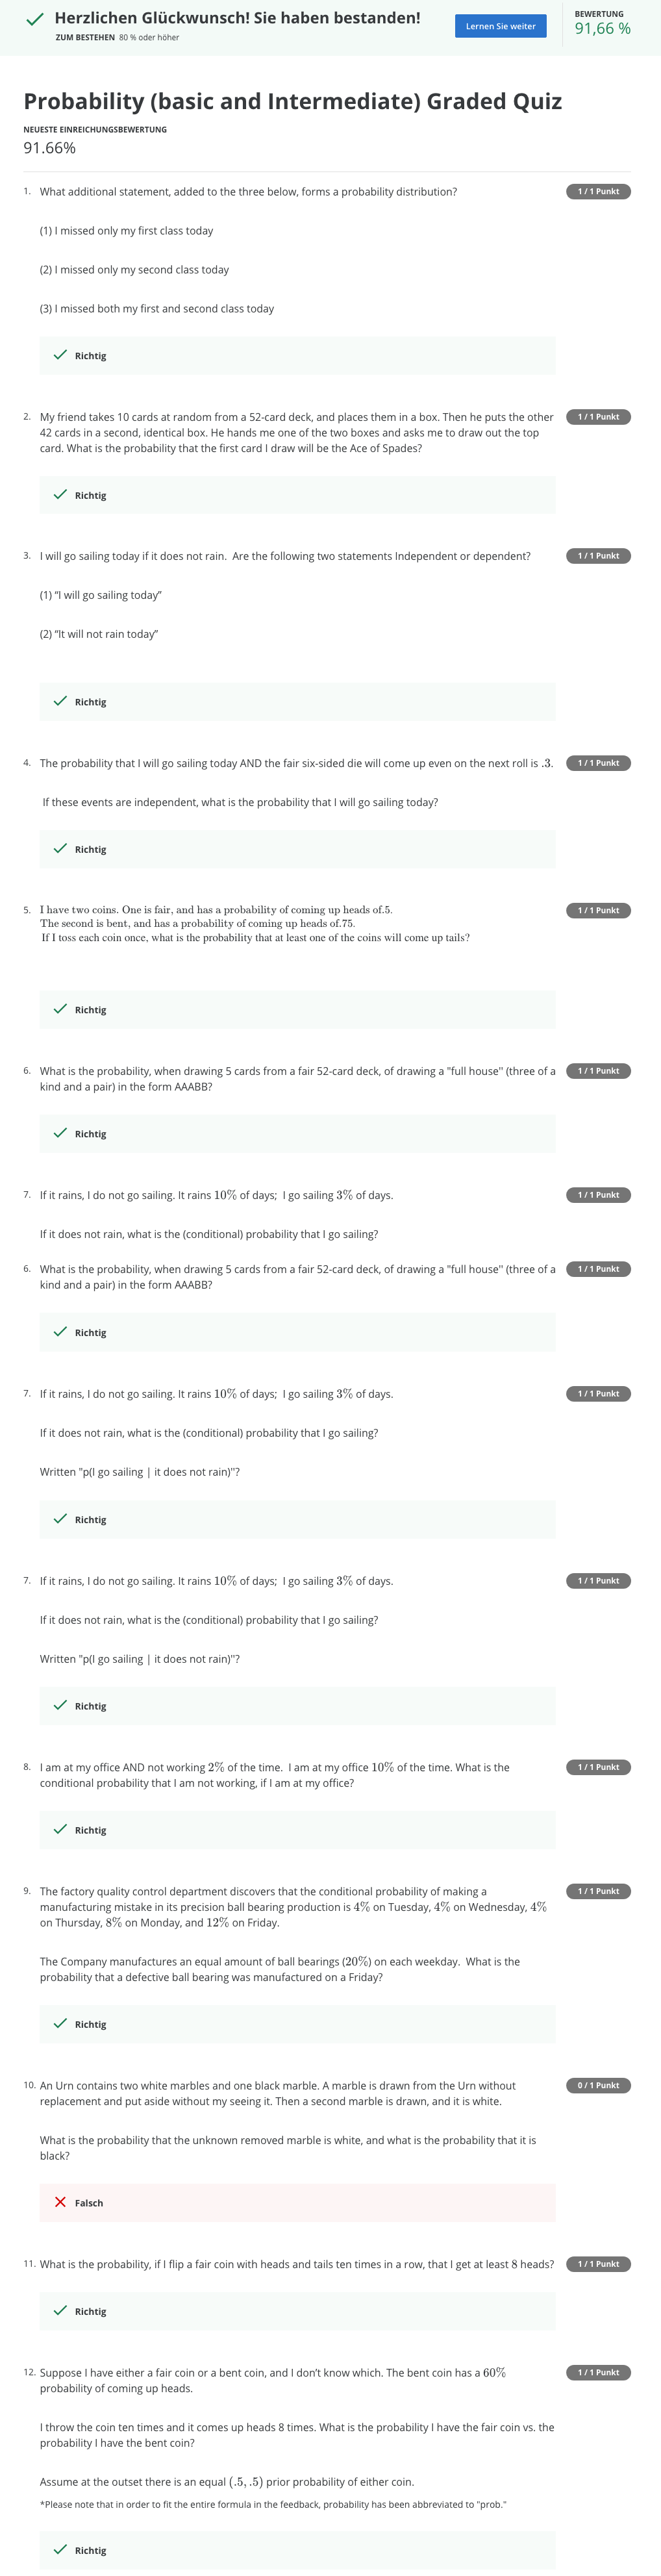 Herzlichen Glückwunsch! Sie haben bestanden!
ZUM BESTEHEN 80 % oder höher
Lernen Sie weiter
BEWERTUNG
91,66 %
Probability (basic and Intermediate) Graded Quiz
NEUESTE EINREICHUNGSBEWERTUNG
91.66%
1. What additional statement, added to the three below, forms a probability distribution?
1 / 1 Punkt
(1) I missed only my first class today
(2) I missed only my second class today
(3) I missed both my first and second class today
Richtig
2. My friend takes 10 cards at random from a 52-card deck, and places them in a box. Then he puts the other
1 / 1 Punkt
42 cards in a second, identical box. He hands me one of the two boxes and asks me to draw out the top
card. What is the probability that the first card I draw will be the Ace of Spades?
Richtig
3. I will go sailing today if it does not rain. Are the following two statements Independent or dependent?
1 / 1 Punkt
(1) “I will go sailing today”
(2) “It will not rain today”
Richtig
4. The probability that I will go sailing today AND the fair six-sided die will come up even on the next roll is .3.
1 / 1 Punkt
If these events are independent, what is the probability that I will go sailing today?
Richtig
5. I have two coins. One is fair, and has a probability of coming up heads of.5.
1 / 1 Punkt
The second is bent, and has a probability of coming up heads of.75.
If I toss each coin once, what is the probability that at least one of the coins will come up tails?
Richtig
6. What is the probability, when drawing 5 cards from a fair 52-card deck, of drawing a "full house" (three of a
1 / 1 Punkt
kind and a pair) in the form AAABB?
Richtig
7. If it rains, I do not go sailing. It rains 10% of days; I go sailing 3% of days.
1 / 1 Punkt
If it does not rain, what is the (conditional) probability that I go sailing?
6. What is the probability, when drawing 5 cards from a fair 52-card deck, of drawing a "full house" (three of a
1 / 1 Punkt
kind and a pair) in the form AAABB?
Richtig
7. If it rains, I do not go sailing. It rains 10% of days; I go sailing 3% of days.
1 / 1 Punkt
If it does not rain, what is the (conditional) probability that I go sailing?
Written "p(I go sailing | it does not rain)"?
Richtig
7. If it rains, I do not go sailing. It rains 10% of days; I go sailing 3% of days.
1 / 1 Punkt
If it does not rain, what is the (conditional) probability that I go sailing?
Written "p(I go sailing | it does not rain)"?
Richtig
8. I am at my office AND not working 2% of the time. I am at my office 10% of the time. What is the
1 / 1 Punkt
conditional probability that I am not working, if I am at my office?
Richtig
9. The factory quality control department discovers that the conditional probability of making a
1 / 1 Punkt
manufacturing mistake in its precision ball bearing production is 4% on Tuesday, 4% on Wednesday, 4%
on Thursday, 8% on Monday, and 12% on Friday.
The Company manufactures an equal amount of ball bearings (20%) on each weekday. What is the
probability that a defective ball bearing was manufactured on a Friday?
Richtig
10. An Urn contains two white marbles and one black marble. A marble is drawn from the Urn without
0 / 1 Punkt
replacement and put aside without my seeing it. Then a second marble is drawn, and it is white.
What is the probability that the unknown removed marble is white, and what is the probability that it is
black?
Falsch
11. What is the probability, if I flip a fair coin with heads and tails ten times in a row, that I get at least 8 heads?
1 / 1 Punkt
Richtig
12. Suppose I have either a fair coin or a bent coin, and I don’t know which. The bent coin has a 60%
1 / 1 Punkt
probability of coming up heads.
I throw the coin ten times and it comes up heads 8 times. What is the probability I have the fair coin vs. the
probability I have the bent coin?
Assume at the outset there is an equal (.5, .5) prior probability of either coin.
*Please note that in order to fit the entire formula in the feedback, probability has been abbreviated to "prob."
Richtig